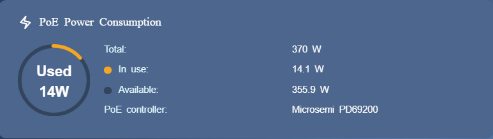 PoE Power Consumption
Used
14W
Total: 370 W
In use: 14.1 W
Available: 355.9 W
PoE controller: Microsemi PD69200